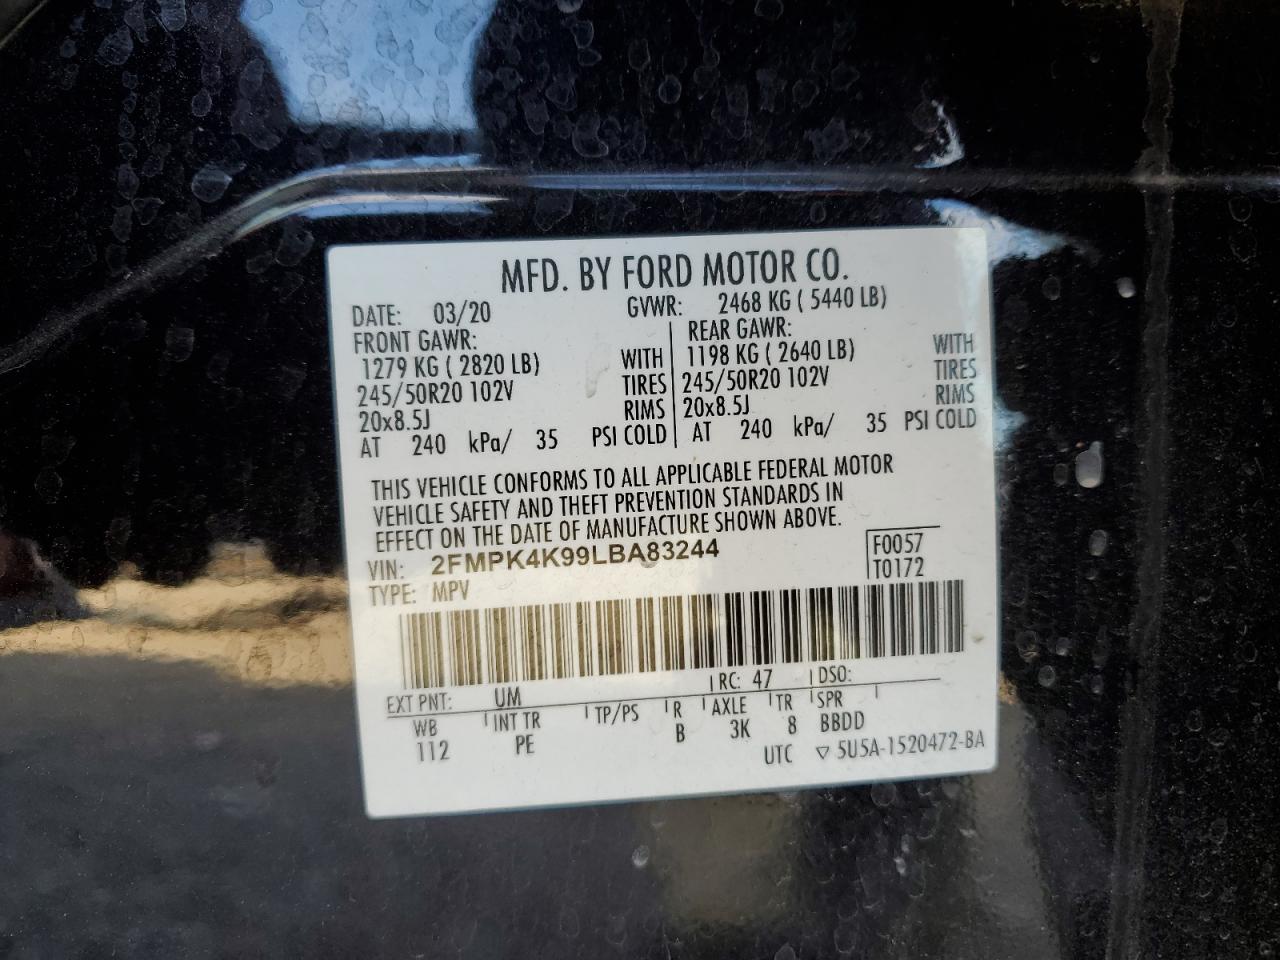 MFD. BY FORD MOTOR CO.
DATE: 03/20 GVWR: 2468 KG ( 5440 LB)
FRONT GAWR: REAR GAWR:
1279 KG ( 2820 LB) WITH 1198 KG ( 2640 LB) WITH
245/50R20 102V TIRES 245/50R20 102V TIRES
20x8.5J RIMS 20x8.5J RIMS
AT 240 kPa/ 35 PSI COLD AT 240 kPa/ 35 PSI COLD
THIS VEHICLE CONFORMS TO ALL APPLICABLE FEDERAL MOTOR
VEHICLE SAFETY AND THEFT PREVENTION STANDARDS IN
EFFECT ON THE DATE OF MANUFACTURE SHOWN ABOVE.
VIN: 2FMPK4K99LBA83244 F0057
TYPE: MPV T0172
EXT PNT: UM RC: 47 DSO:
WB INT TR TP/PS R AXLE TR SPR
112 PE B 3K 8 BBDD
UTC ▽ 5U5A-1520472-BA